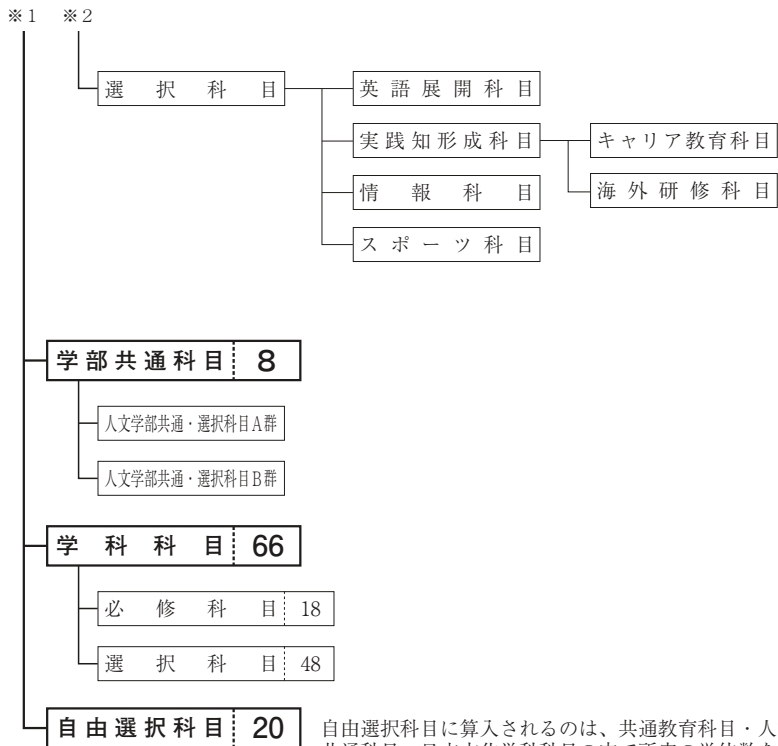 ※1 ※2
選択科目
英語展開科目
実践知形成科目
キャリア教育科目
情報科目
海外研修科目
スポーツ科目
学部共通科目 8
人文学部共通・選択科目A群
人文学部共通・選択科目B群
学科科目 66
必修科目 18
選択科目 48
自由選択科目 20
自由選択科目に算入されるのは、共通教育科目・人